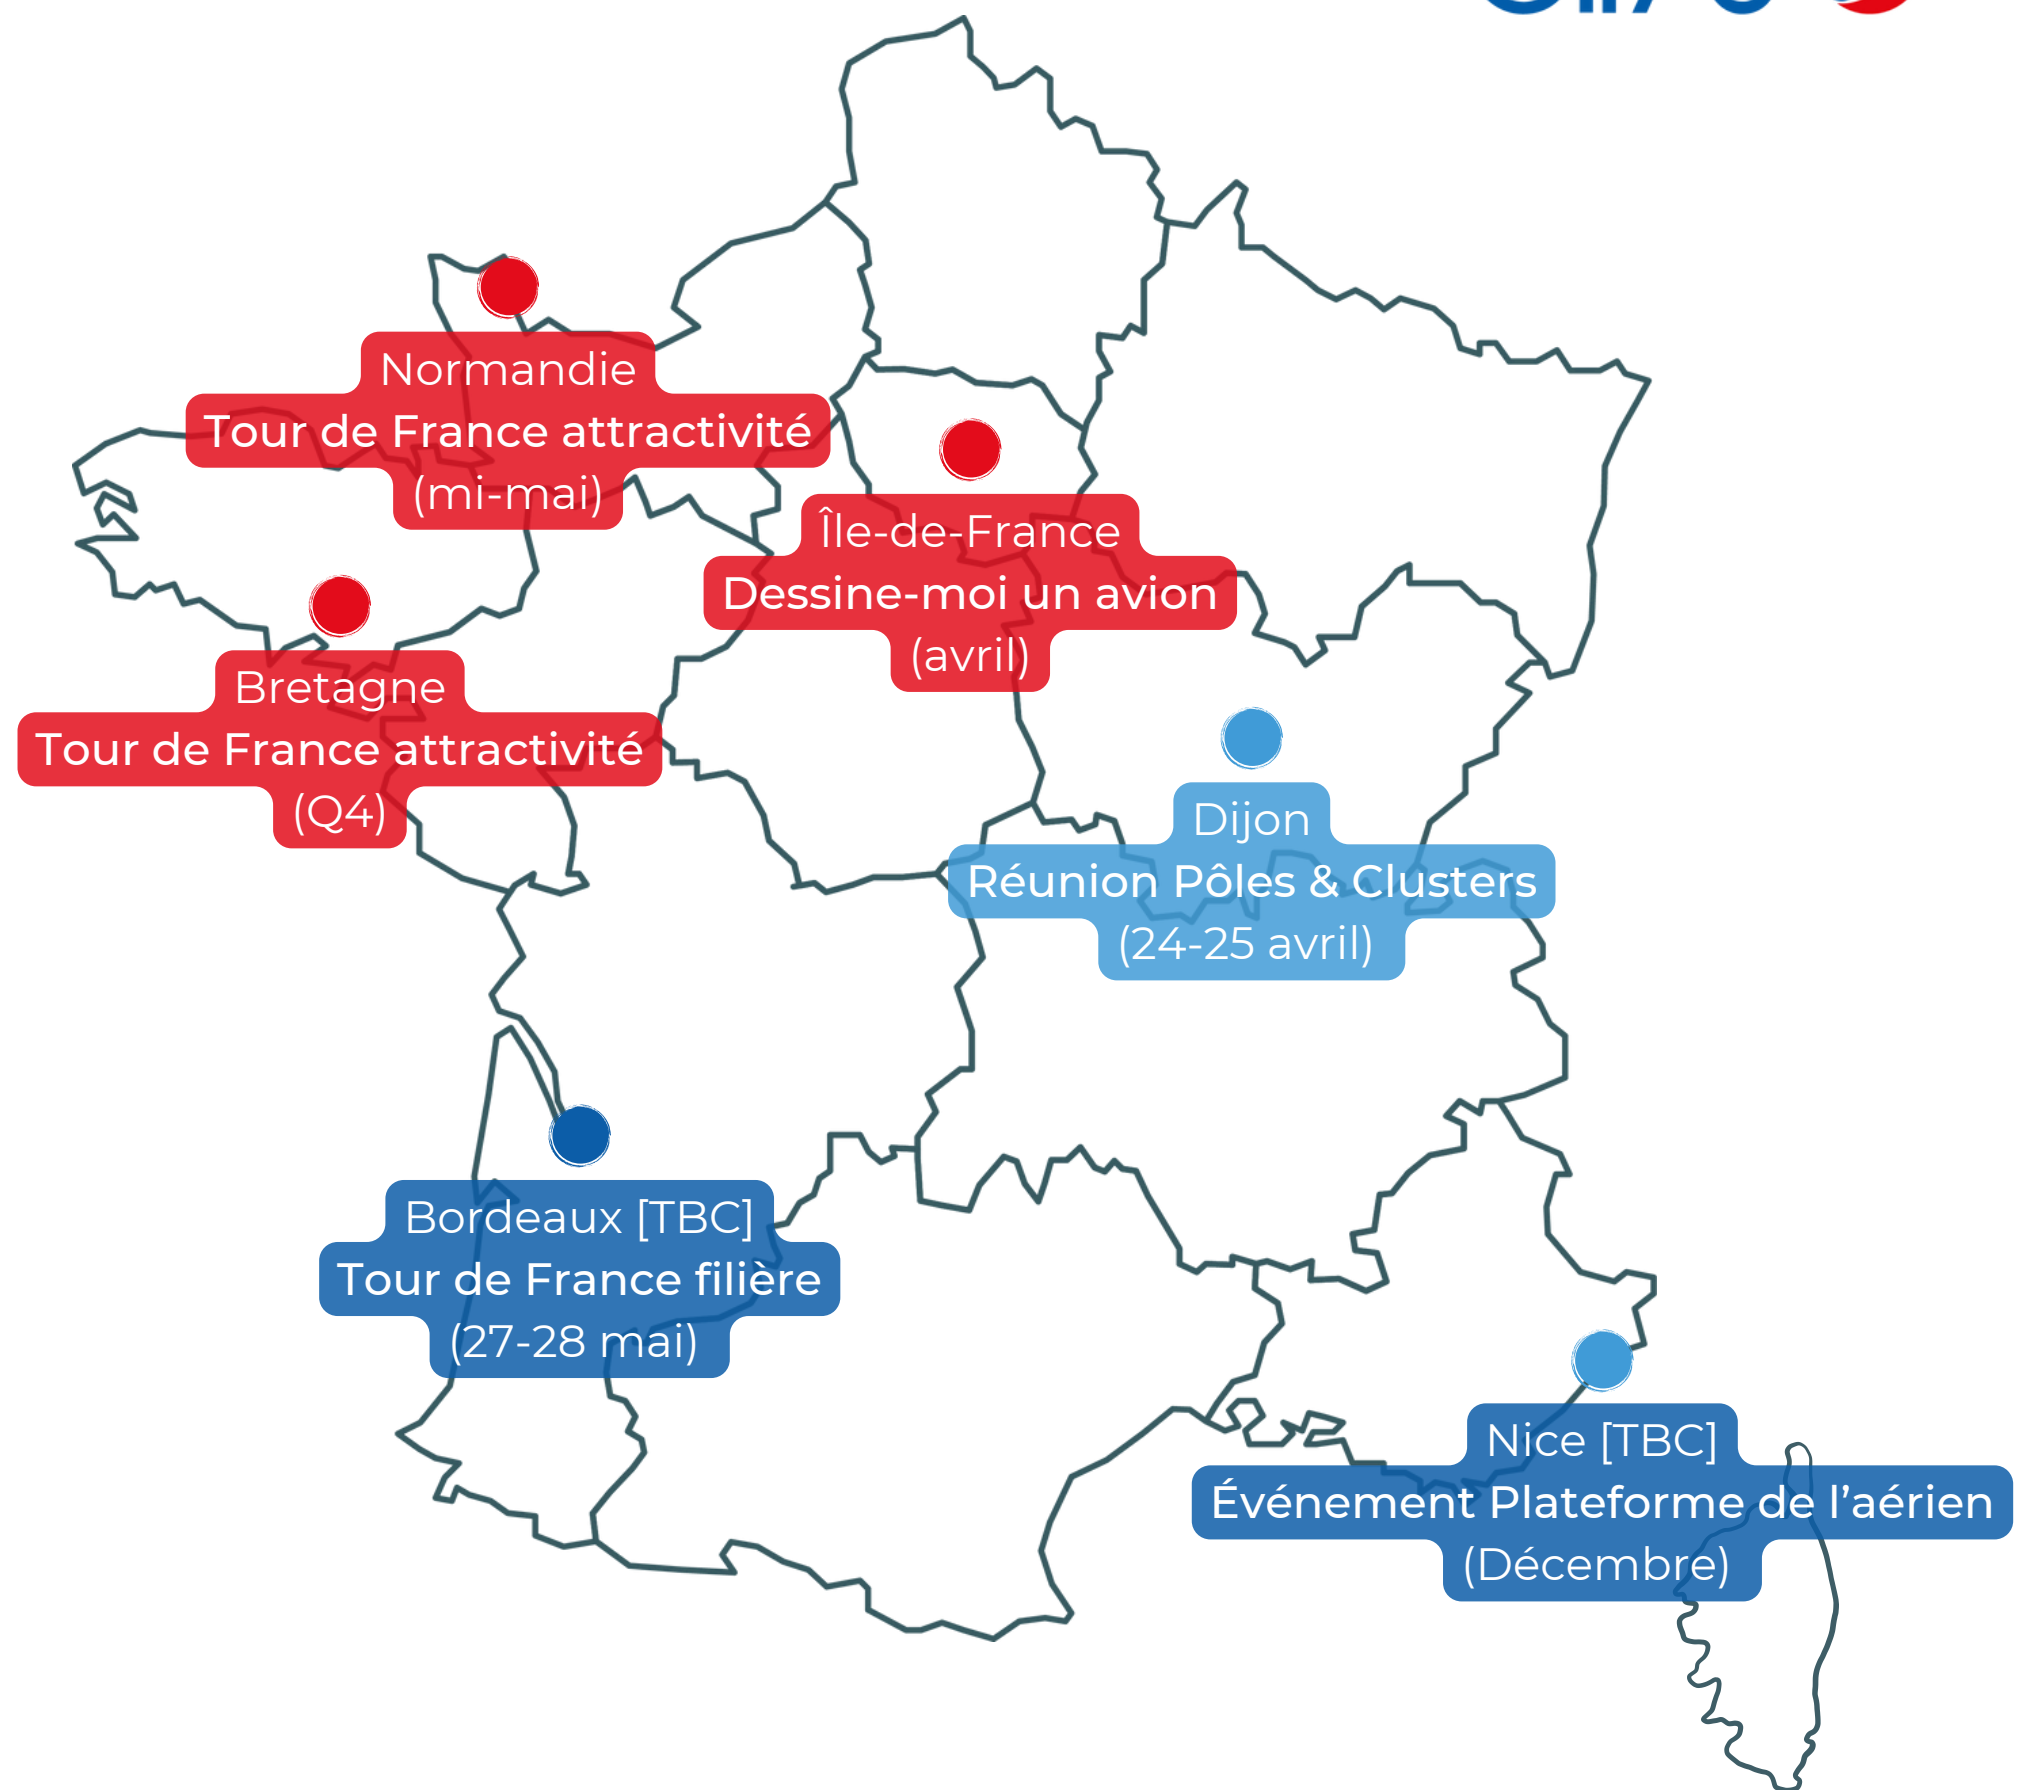 Normandie
Tour de France attractivité
(mi-mai)
Île-de-France
Dessine-moi un avion
(avril)
Bretagne
Tour de France attractivité
(Q4)
Dijon
Réunion Pôles & Clusters
(24-25 avril)
Bordeaux [TBC]
Tour de France filière
(27-28 mai)
Nice [TBC]
Événement Plateforme de l’aérien
(Décembre)